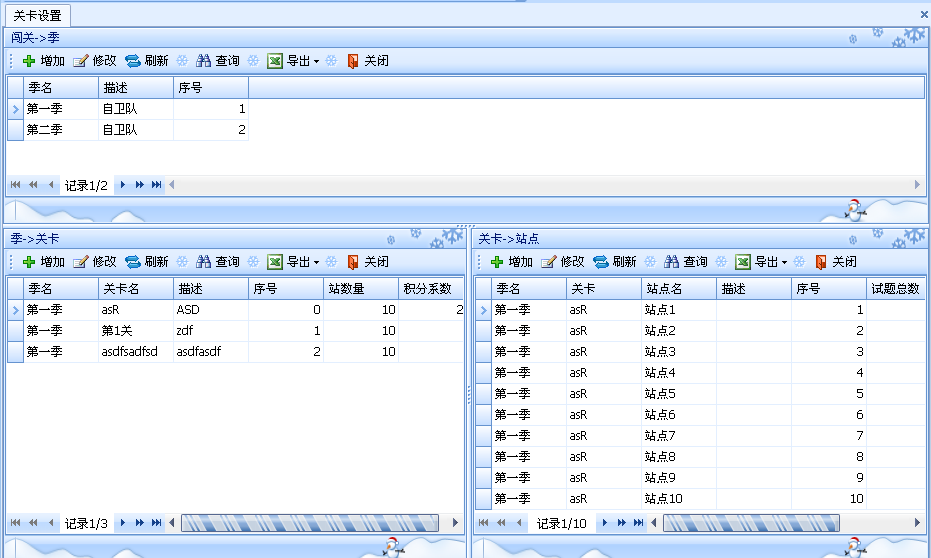 关卡设置
闯关->季
增加 修改 刷新 查询 导出 关闭
季名 描述 序号
第一季 自卫队 1
第二季 自卫队 2
记录1/2
季->关卡
增加 修改 刷新 查询 导出 关闭
季名 关卡名 描述 序号 站数量 积分系数
第一季 asR ASD 0 10 2
第一季 第1关 zdf 1 10
第一季 asdfsadfsd asdfasdf 2 10
记录1/3
关卡->站点
增加 修改 刷新 查询 导出 关闭
季名 关卡 站点名 描述 序号 试题总数
第一季 asR 站点1 1
第一季 asR 站点2 2
第一季 asR 站点3 3
第一季 asR 站点4 4
第一季 asR 站点5 5
第一季 asR 站点6 6
第一季 asR 站点7 7
第一季 asR 站点8 8
第一季 asR 站点9 9
第一季 asR 站点10 10
记录1/10